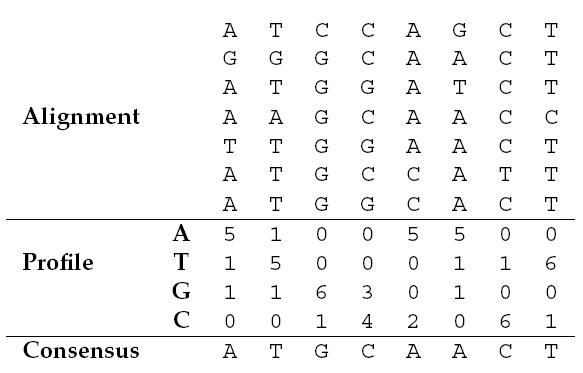 A T C C A G C T
G G G C A A C T
A T G G A T C T
Alignment A A G C A A C C
T T G G A A C T
A T G C C A T T
A T G G C A C T
A 5 1 0 0 5 5 0 0
Profile T 1 5 0 0 0 1 1 6
G 1 1 6 3 0 1 0 0
C 0 0 1 4 2 0 6 1
Consensus A T G C A A C T